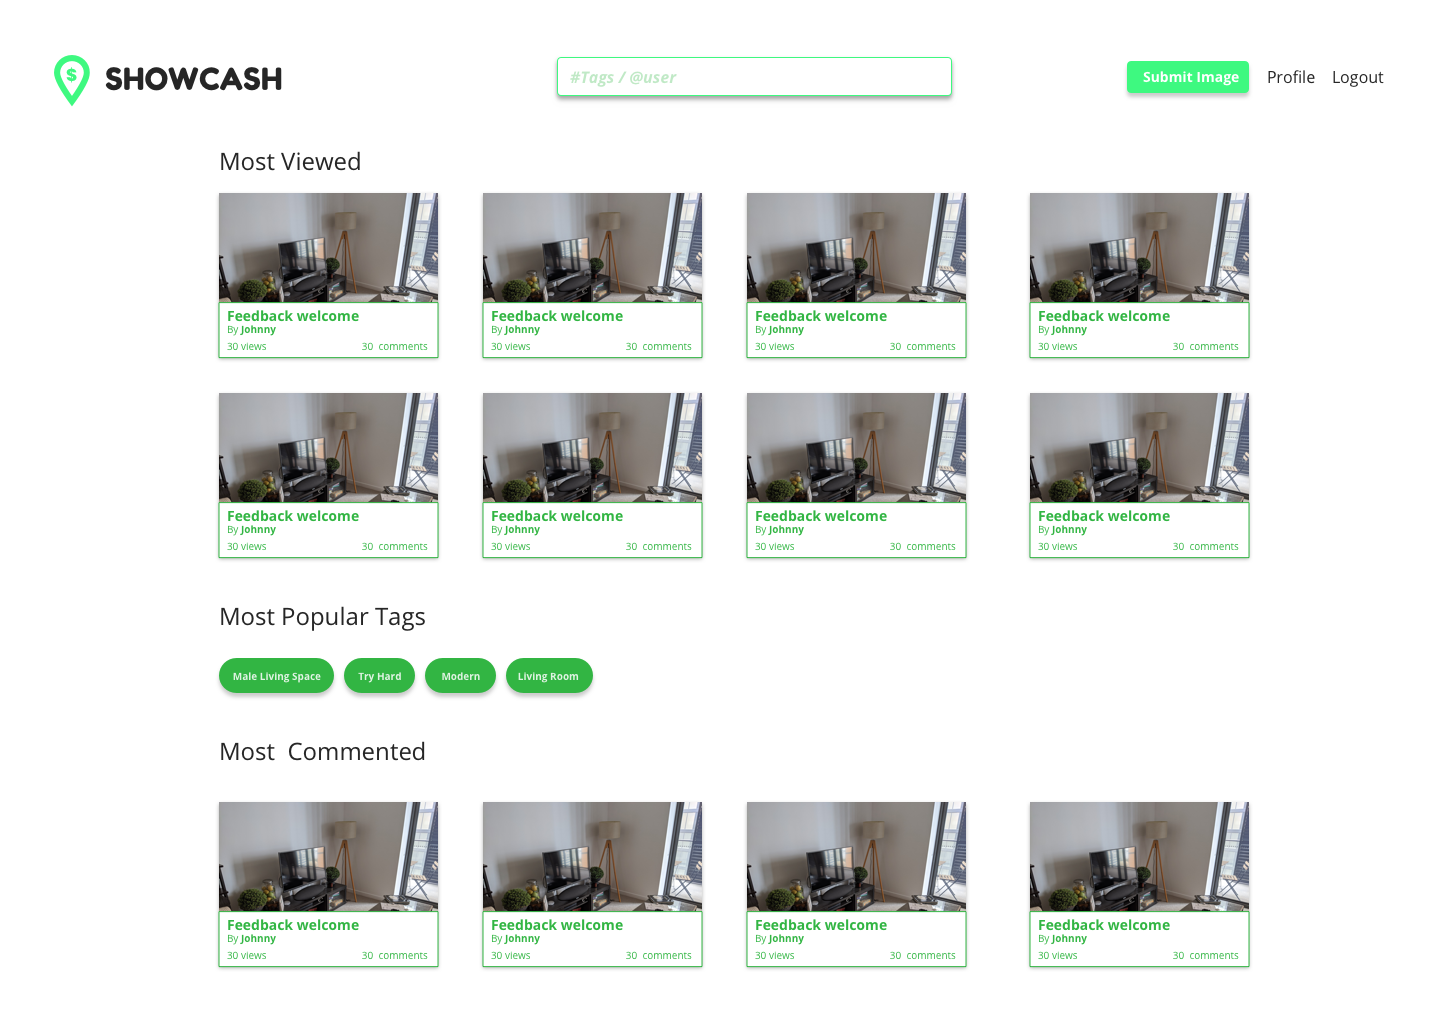 $ SHOWCASH
#Tags / @user
Submit Image Profile Logout
Most Viewed
Feedback welcome
By Johnny
30 views 30 comments
Feedback welcome
By Johnny
30 views 30 comments
Feedback welcome
By Johnny
30 views 30 comments
Feedback welcome
By Johnny
30 views 30 comments
Feedback welcome
By Johnny
30 views 30 comments
Feedback welcome
By Johnny
30 views 30 comments
Feedback welcome
By Johnny
30 views 30 comments
Feedback welcome
By Johnny
30 views 30 comments
Most Popular Tags
Male Living Space
Try Hard
Modern
Living Room
Most Commented
Feedback welcome
By Johnny
30 views 30 comments
Feedback welcome
By Johnny
30 views 30 comments
Feedback welcome
By Johnny
30 views 30 comments
Feedback welcome
By Johnny
30 views 30 comments